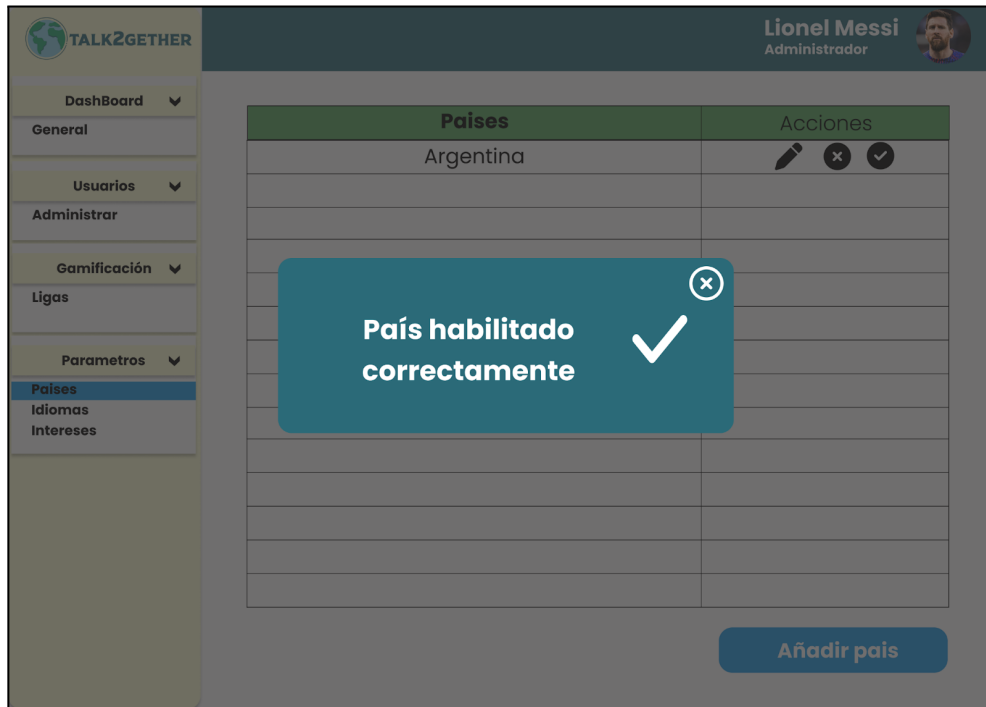 TALK2GETHER
Lionel Messi
Administrador
DashBoard
General
Usuarios
Administrar
Gamificación
Ligas
Parametros
Paises
Idiomas
Intereses
Paises Acciones
Argentina
País habilitado
correctamente
Añadir pais